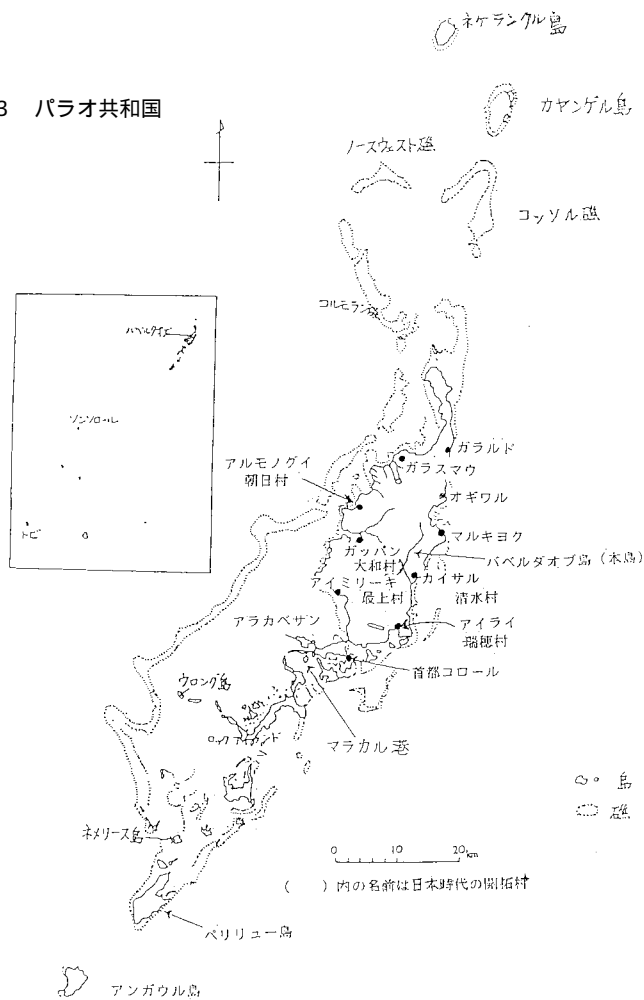 ネケラングル島
3 パラオ共和国
カヤンゲル島
ノースウェスト礁
コッソル礁
コルモラン礁
ソンソロール
トビ
ガラルド
アルモノグイ
朝日村
ガラスマウ
オギワル
マルキヨク
ガッパン
大和村
バベルダオブ島(本島)
アイミリーキ
カイサル
最上村
清水村
アラカベサン
アイライ
瑞穂村
首都コロール
ウロング島
ロックアイランド
マラカル港
島
礁
ネメリース島
0 10 20km
( )内の名前は日本時代の開拓村
ペリリュー島
アンガウル島